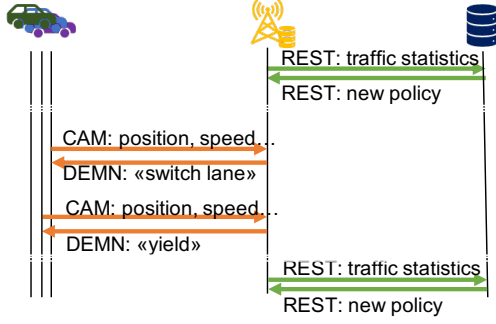 REST: traffic statistics
REST: new policy
CAM: position, speed…
DEMN: «switch lane»
CAM: position, speed…
DEMN: «yield»
REST: traffic statistics
REST: new policy